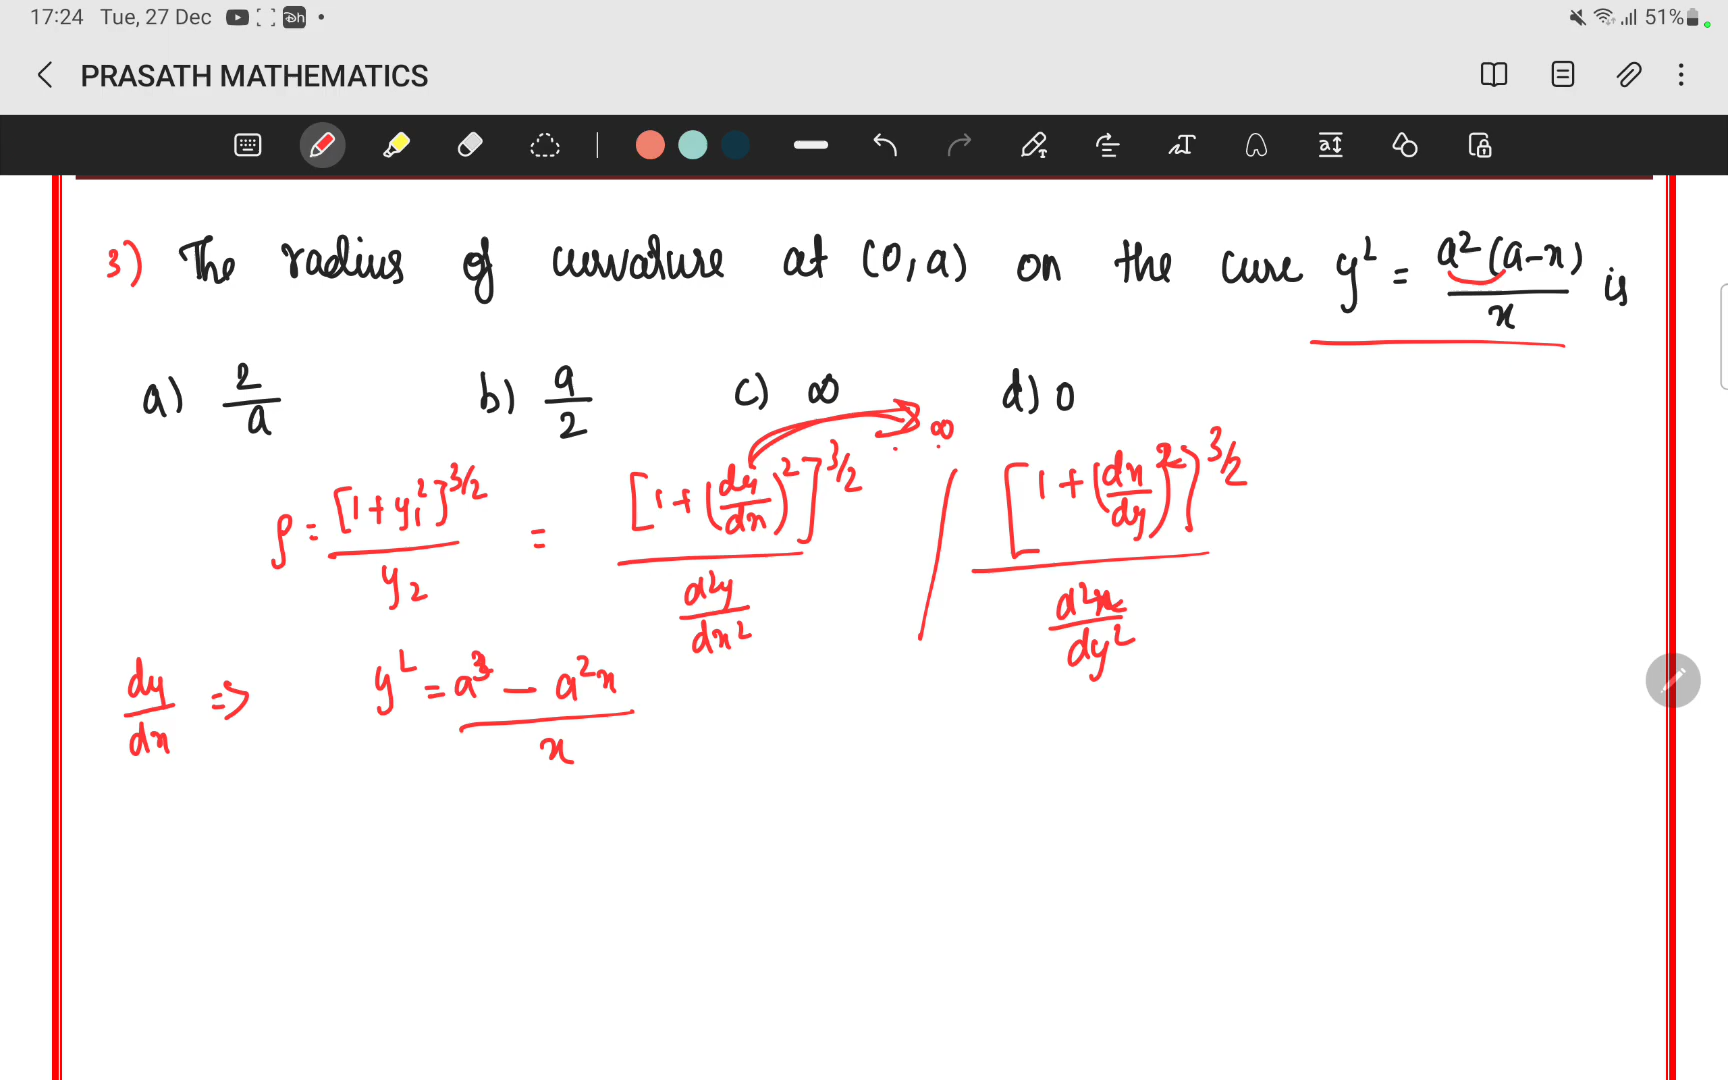 17:24 Tue, 27 Dec 51%
PRASATH MATHEMATICS
3) The radius of curvature at (0, a) on the cure y² = a²(a-x)/x is
a) 2/a b) a/2 c) ∞ d) 0
ρ = [1+y₁²]^3/2 / y₂ = [1+(dy/dx)²]^3/2 / d²y/dx² → ∞ / [1+(dx/dy)²]^3/2 / d²x/dy²
dy/dx => y² = a³ - a²x / x